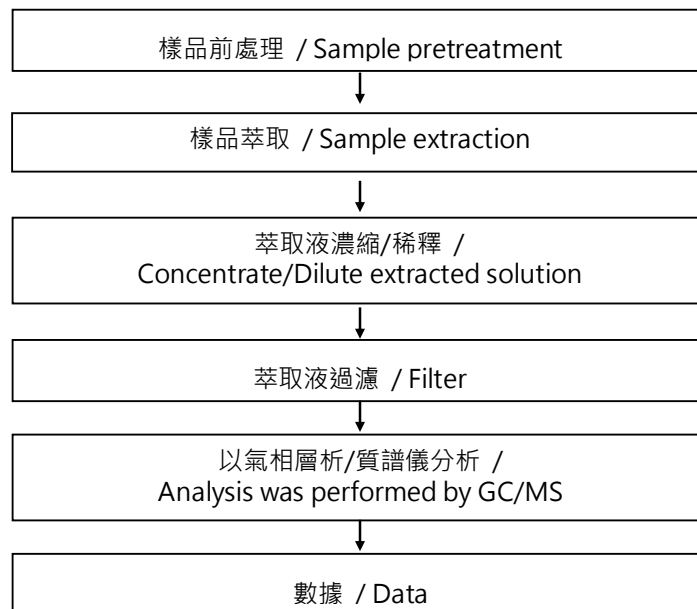 樣品前處理 / Sample pretreatment
樣品萃取 / Sample extraction
萃取液濃縮/稀釋 /
Concentrate/Dilute extracted solution
萃取液過濾 / Filter
以氣相層析/質譜儀分析 /
Analysis was performed by GC/MS
數據 / Data